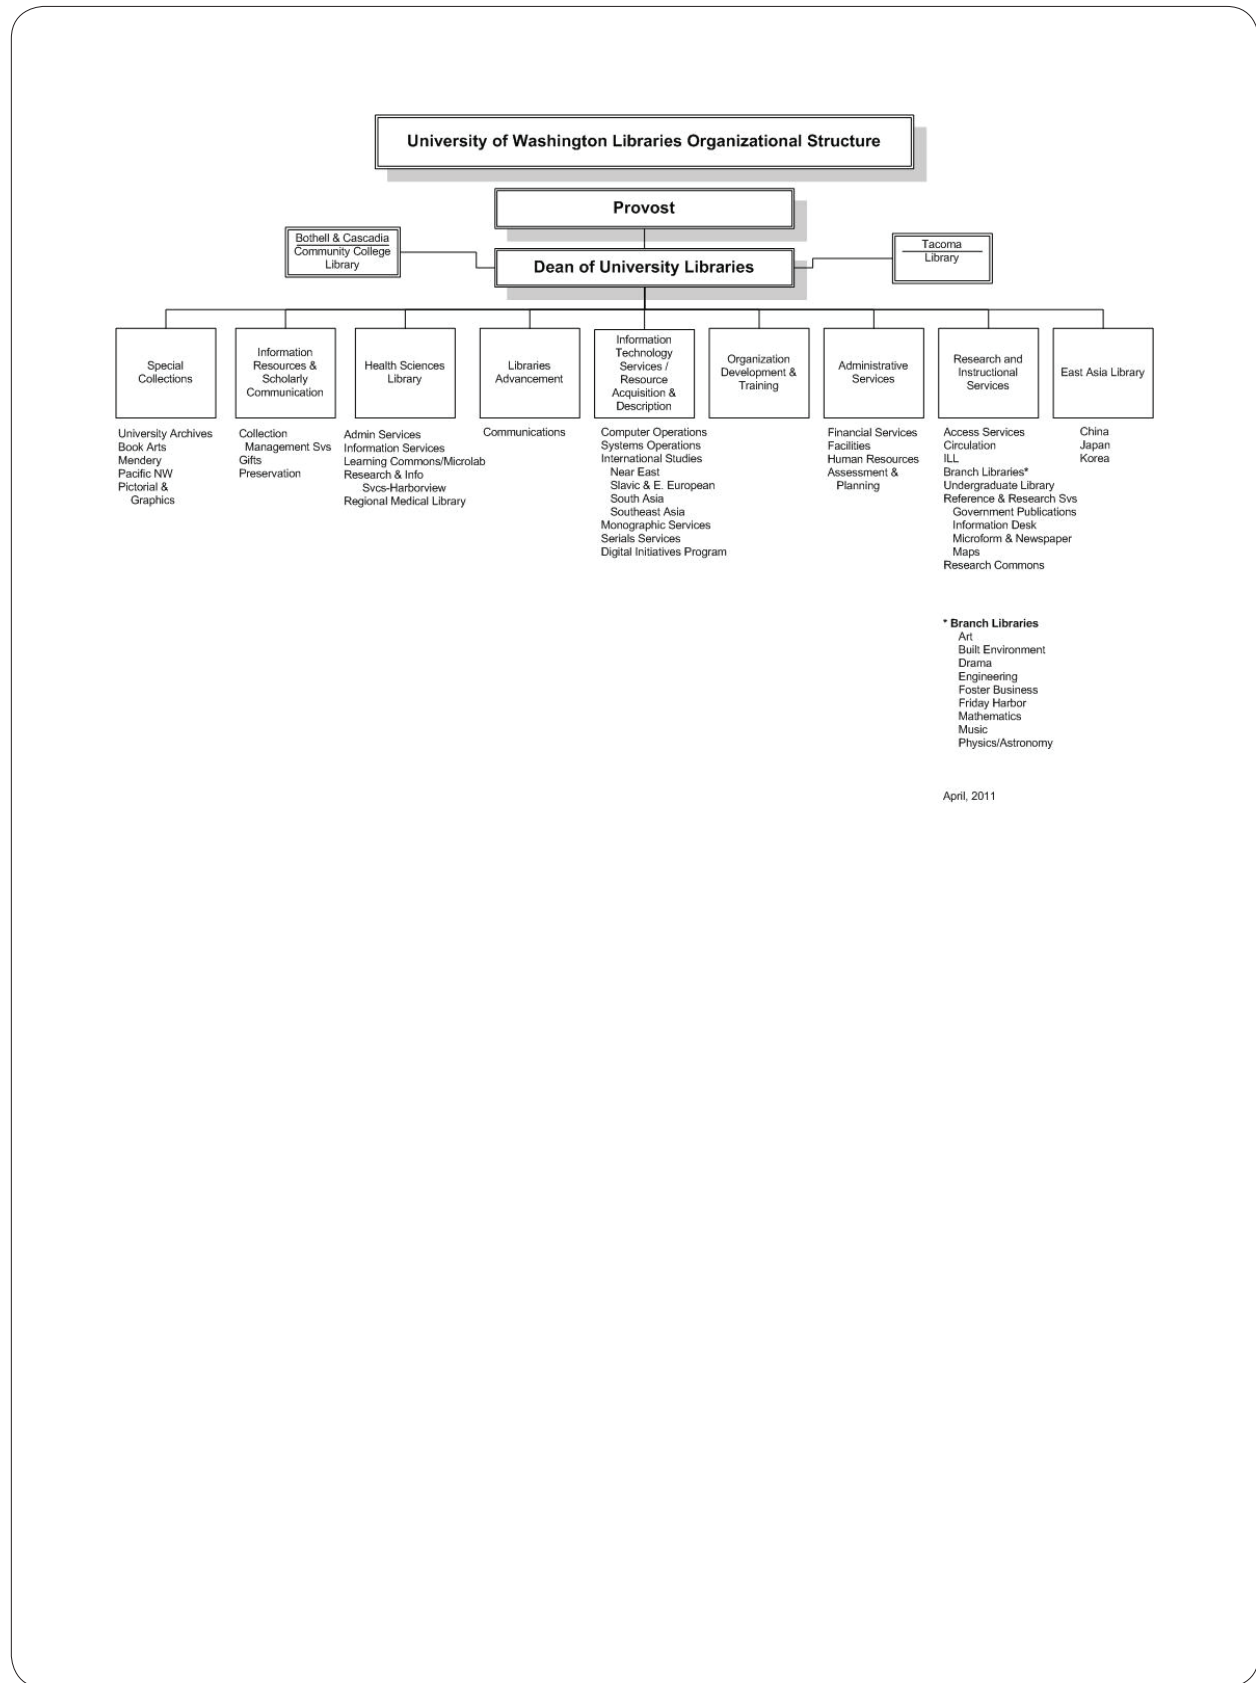 University of Washington Libraries Organizational Structure
Provost
Bothell & Cascadia
Community College
Library
Dean of University Libraries
Tacoma
Library
Special
Collections
Information
Resources &
Scholarly
Communication
Health Sciences
Library
Libraries
Advancement
Information
Technology
Services /
Resource
Acquisition &
Description
Organization
Development &
Training
Administrative
Services
Research and
Instructional
Services
East Asia Library
University Archives
Book Arts
Mendery
Pacific NW
Pictorial &
Graphics
Collection
Management Svs
Gifts
Preservation
Admin Services
Information Services
Learning Commons/Microlab
Research & Info
Svcs-Harborview
Regional Medical Library
Communications
Computer Operations
Systems Operations
International Studies
Near East
Slavic & E. European
South Asia
Southeast Asia
Monographic Services
Serials Services
Digital Initiatives Program
Financial Services
Facilities
Human Resources
Assessment &
Planning
Access Services
Circulation
ILL
Branch Libraries*
Undergraduate Library
Reference & Research Svs
Government Publications
Information Desk
Microform & Newspaper
Maps
Research Commons
China
Japan
Korea
* Branch Libraries
Art
Built Environment
Drama
Engineering
Foster Business
Friday Harbor
Mathematics
Music
Physics/Astronomy
April, 2011